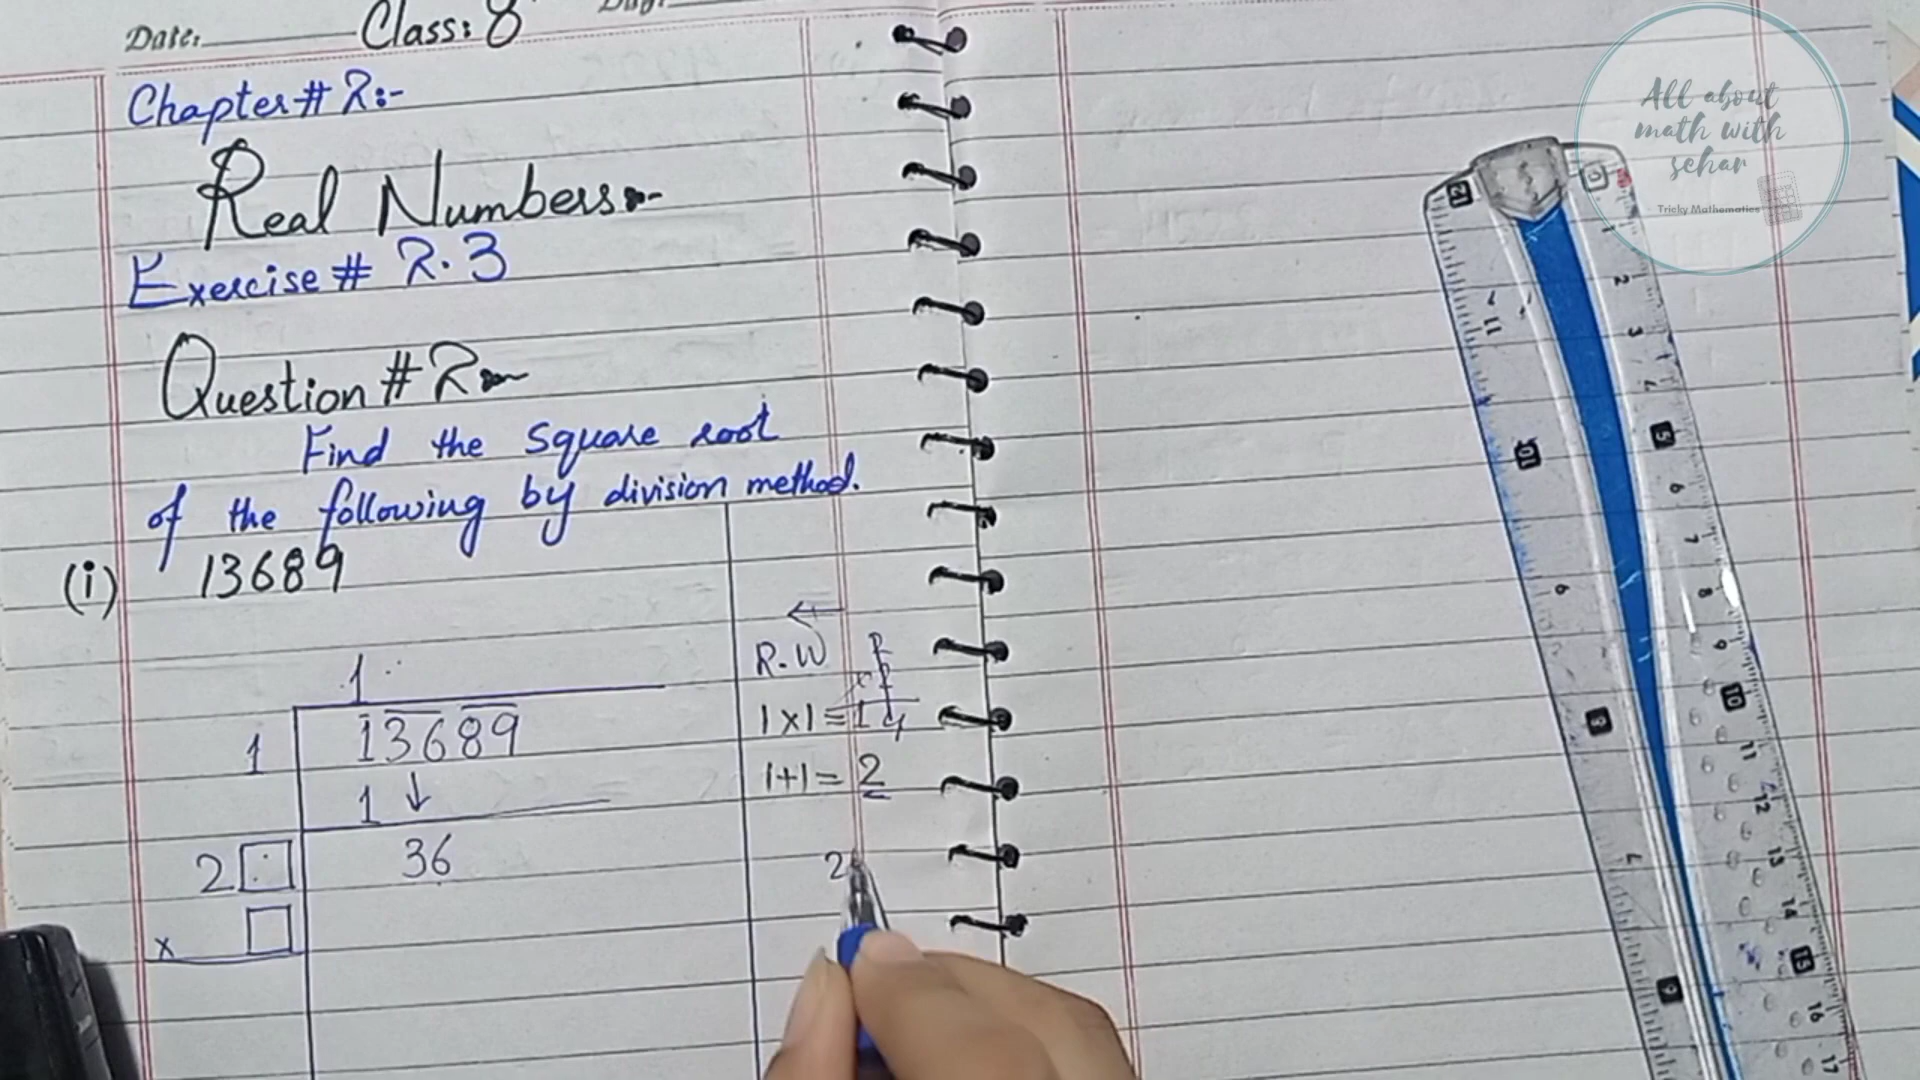 Date: Class: 8
Chapter # 2:-
Real Numbers:-
Exercise # 2.3
Question # 2:-
Find the square root
of the following by division method.
(i) 13689
1
1 13689
1 ↓
2 36
x
R.W
1x1=1
1+1=2
2
All about
math with
sehar
Tricky Mathematics